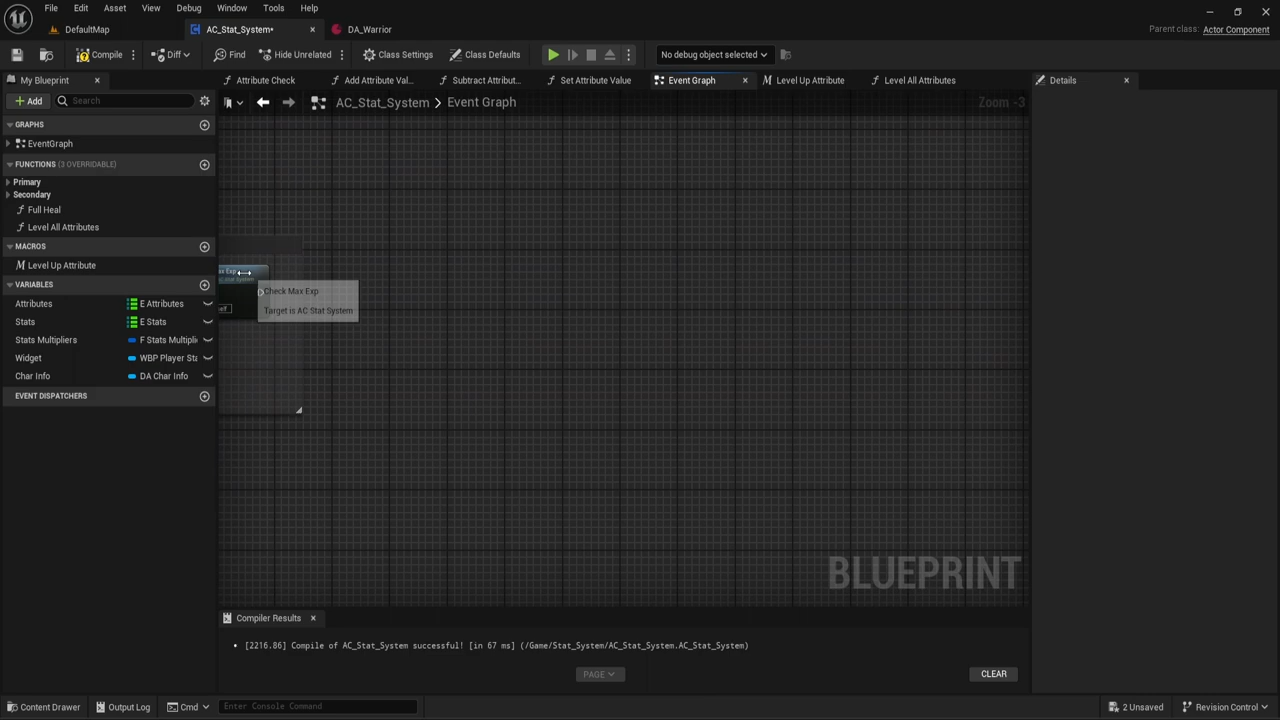 File Edit Asset View Debug Window Tools Help
DefaultMap AC_Stat_System• DA_Warrior
Parent class: Actor Component
Compile Diff Find Hide Unrelated Class Settings Class Defaults No debug object selected
My Blueprint
Attribute Check Add Attribute Val... Subtract Attribut... Set Attribute Value Event Graph Level Up Attribute Level All Attributes Details
Add Search
AC_Stat_System > Event Graph Zoom -3
GRAPHS
EventGraph
FUNCTIONS (3 OVERRIDABLE)
Primary
Secondary
Full Heal
Level All Attributes
MACROS
Level Up Attribute
VARIABLES
Attributes E Attributes
Stats E Stats
Stats Multipliers F Stats Multipli
Widget WBP Player Sta
Char Info DA Char Info
EVENT DISPATCHERS
Check Max Exp
Target is AC Stat System
BLUEPRINT
Compiler Results
[2216.86] Compile of AC_Stat_System successful! [in 67 ms] (/Game/Stat_System/AC_Stat_System.AC_Stat_System)
PAGE CLEAR
Content Drawer Output Log Cmd Enter Console Command 2 Unsaved Revision Control